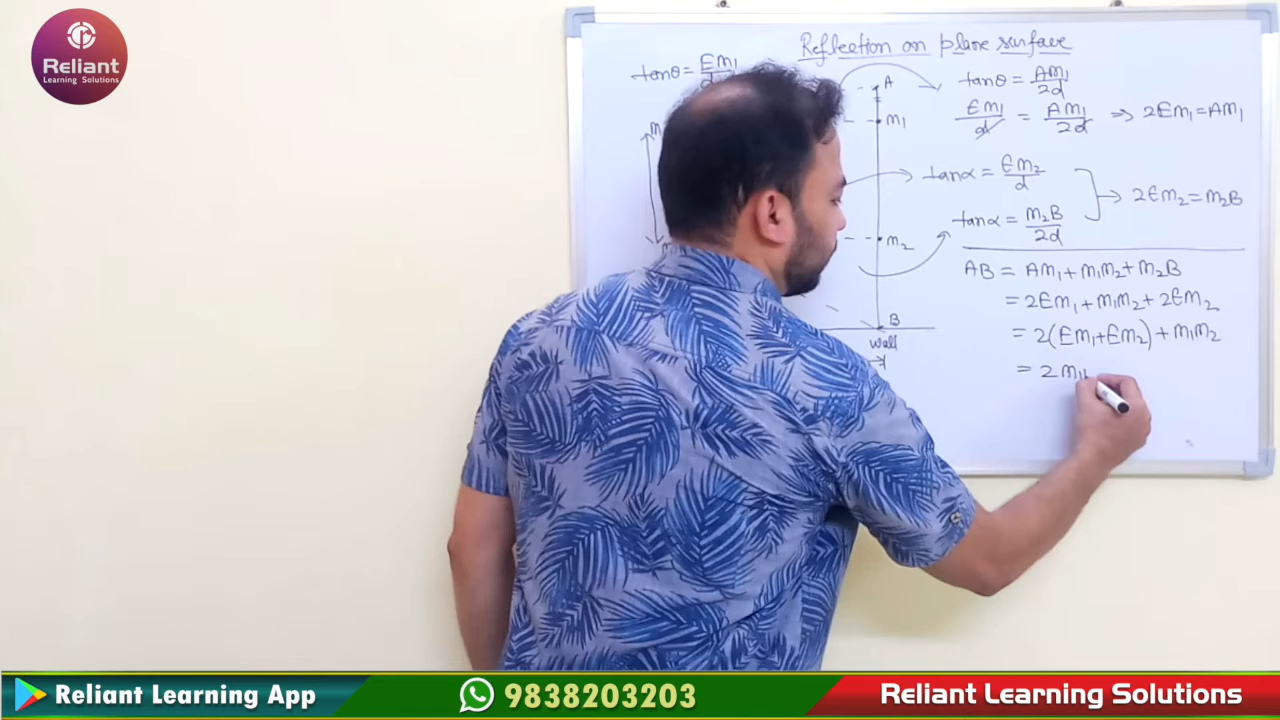 Reliant
Learning Solutions
Reflection on plane surface
tanθ = EM1
A
tanθ = AM1/2d
M1
EM1/d = AM1/2d ⇒ 2EM1 = AM1
tanα = EM2/d
2EM2 = M2B
tanα = M2B/2d
M2
AB = AM1 + M1M2 + M2B
= 2EM1 + M1M2 + 2EM2
B
= 2(EM1+EM2) + M1M2
Wall
= 2M1
Reliant Learning App
9838203203
Reliant Learning Solutions